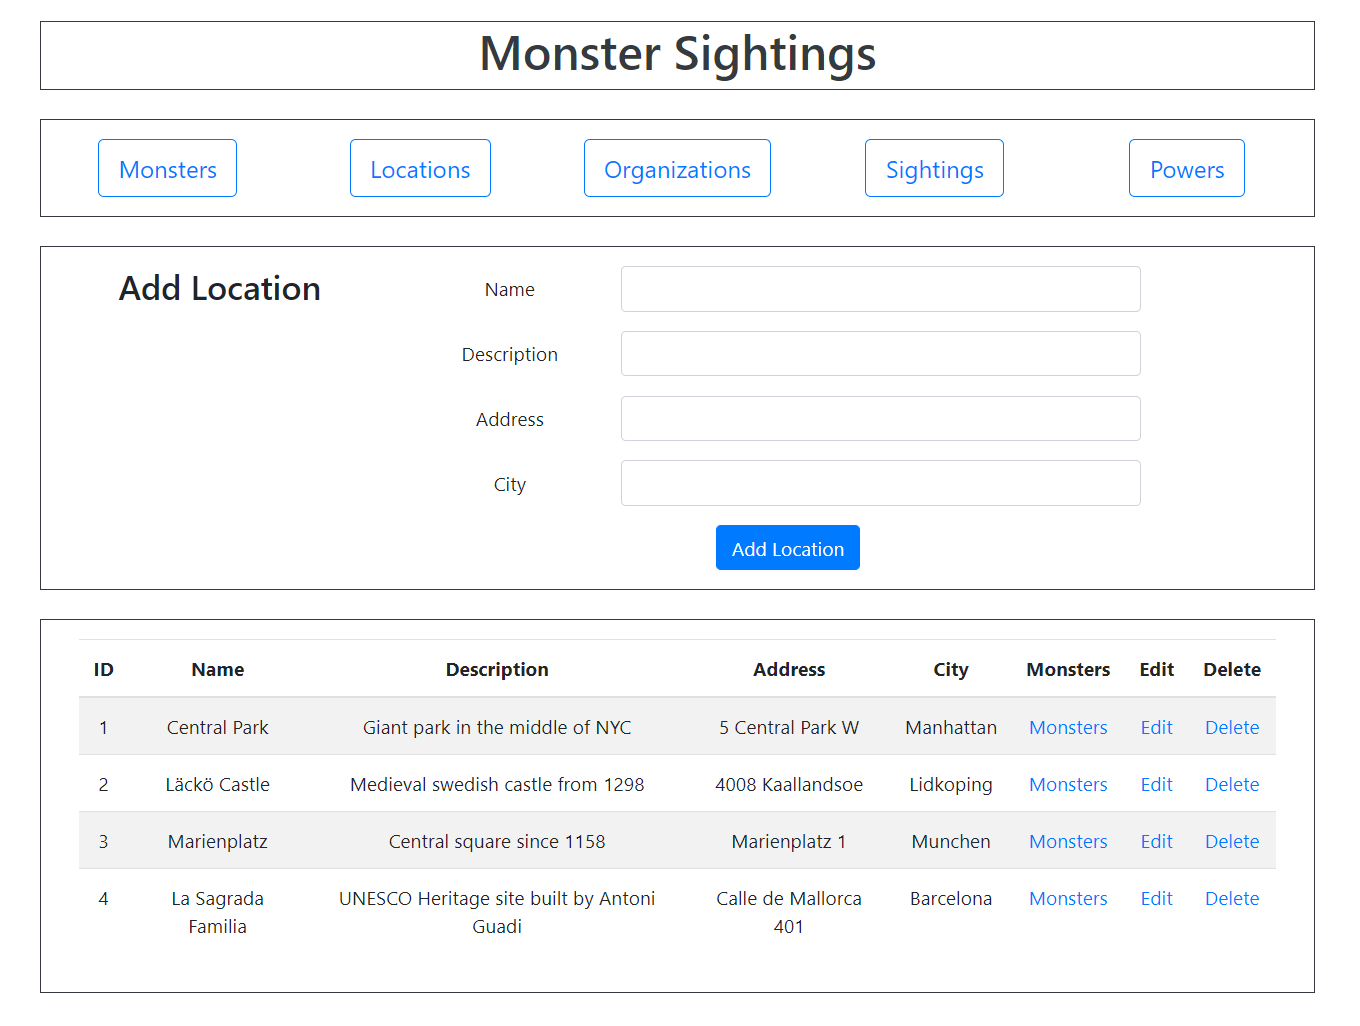 Monster Sightings
Monsters Locations Organizations Sightings Powers
Add Location
Name
Description
Address
City
Add Location
ID Name Description Address City Monsters Edit Delete
1 Central Park Giant park in the middle of NYC 5 Central Park W Manhattan Monsters Edit Delete
2 Läckö Castle Medieval swedish castle from 1298 4008 Kaallandsoe Lidkoping Monsters Edit Delete
3 Marienplatz Central square since 1158 Marienplatz 1 Munchen Monsters Edit Delete
4 La Sagrada UNESCO Heritage site built by Antoni Calle de Mallorca Barcelona Monsters Edit Delete
Familia Guadi 401